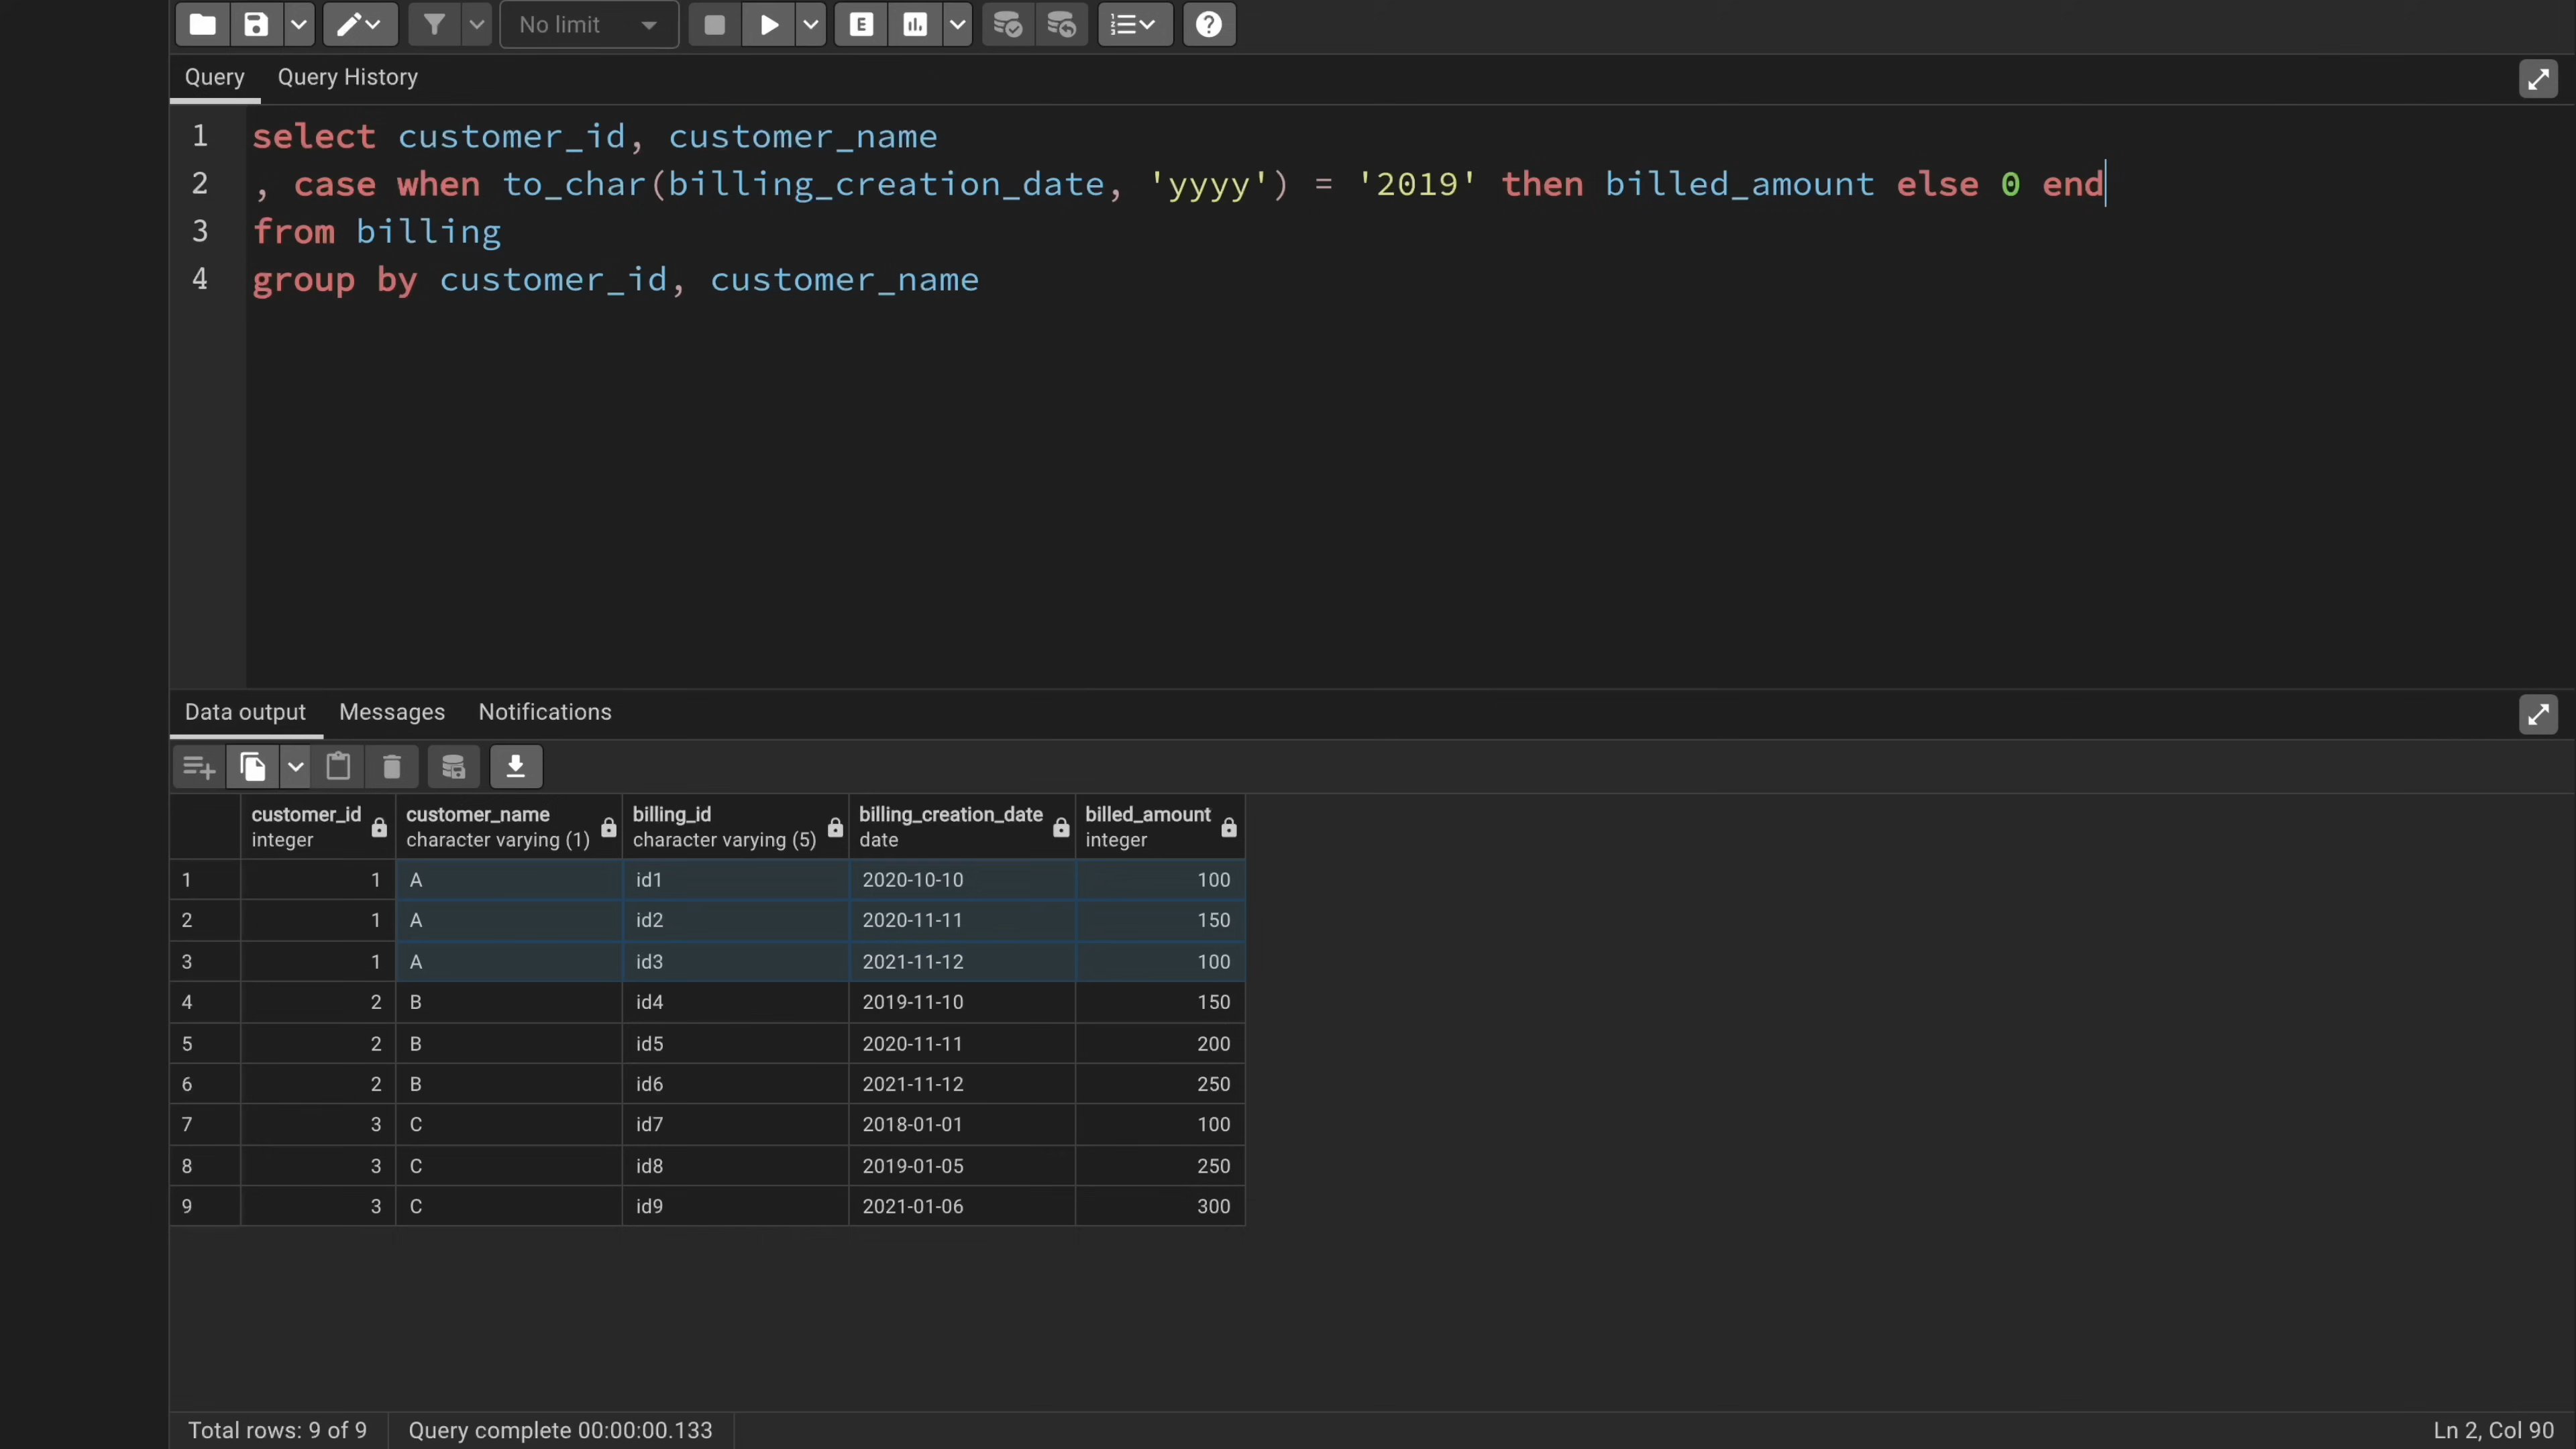 No limit
E
Query Query History
1 select customer_id, customer_name
2 , case when to_char(billing_creation_date, 'yyyy') = '2019' then billed_amount else 0 end
3 from billing
4 group by customer_id, customer_name
Data output Messages Notifications
customer_id customer_name billing_id billing_creation_date billed_amount
integer character varying (1) character varying (5) date integer
1 1 A id1 2020-10-10 100
2 1 A id2 2020-11-11 150
3 1 A id3 2021-11-12 100
4 2 B id4 2019-11-10 150
5 2 B id5 2020-11-11 200
6 2 B id6 2021-11-12 250
7 3 C id7 2018-01-01 100
8 3 C id8 2019-01-05 250
9 3 C id9 2021-01-06 300
Total rows: 9 of 9 Query complete 00:00:00.133 Ln 2, Col 90